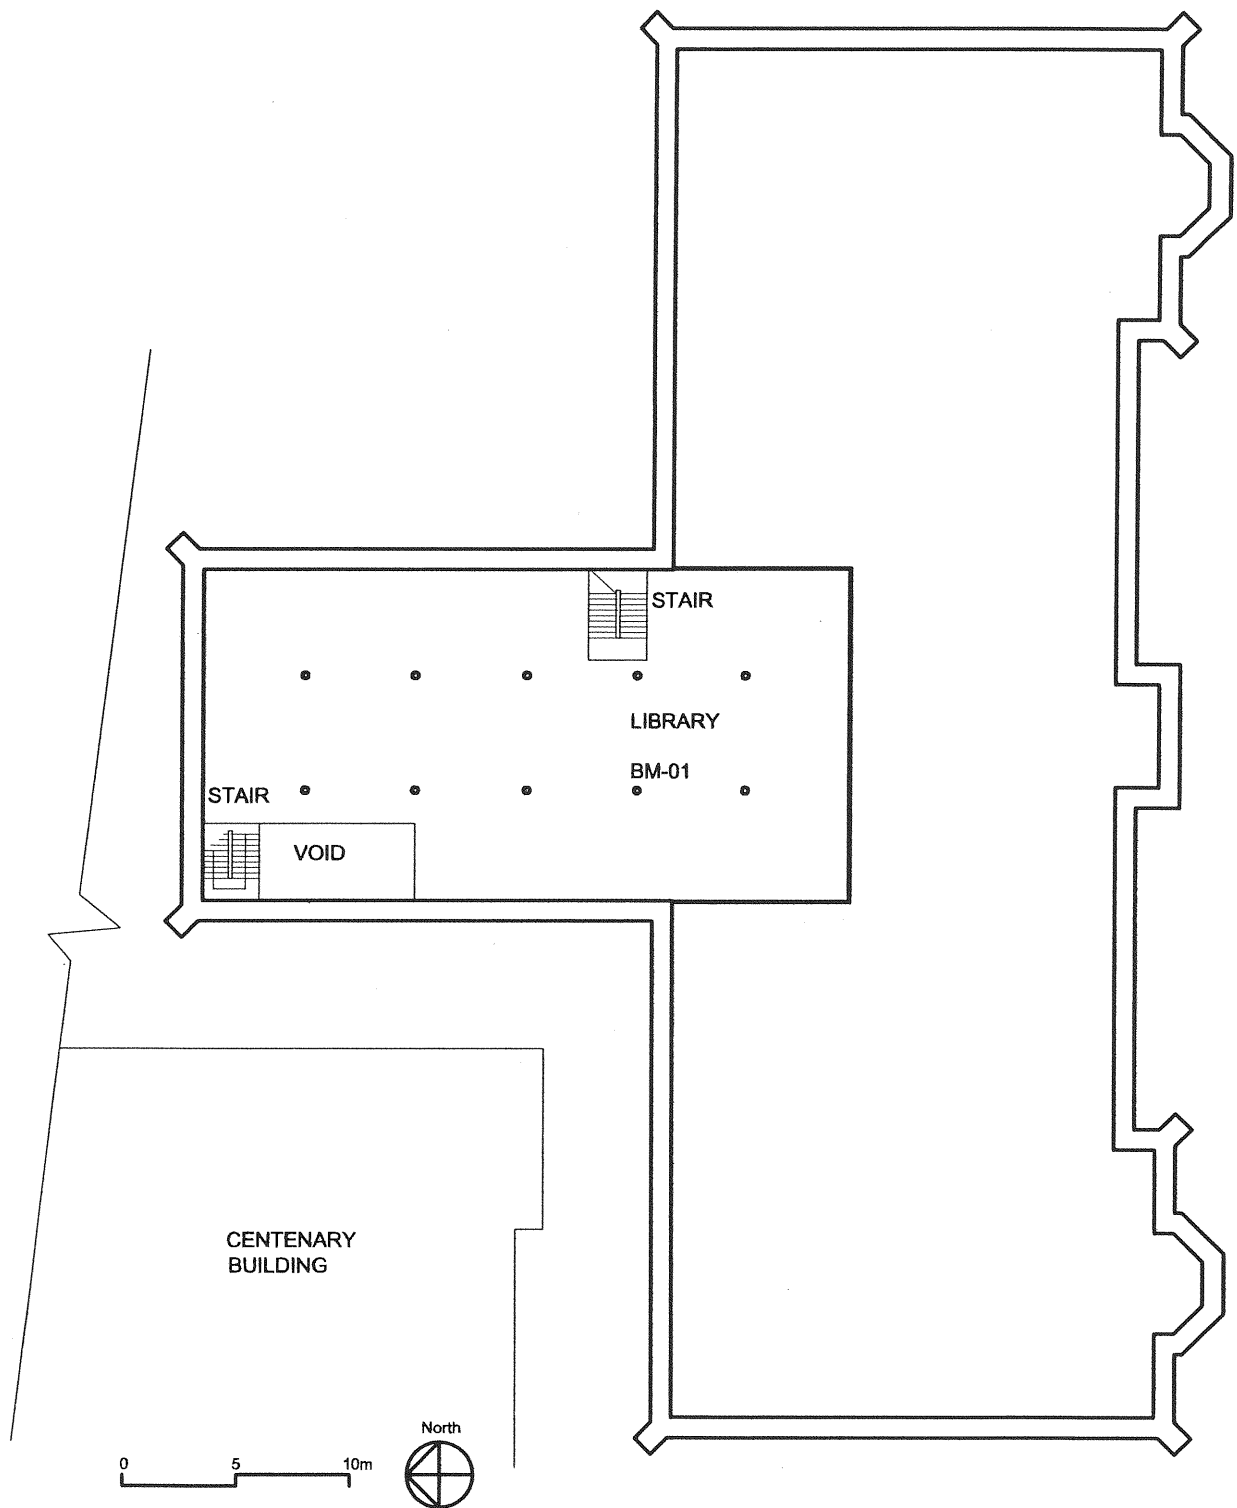 STAIR
LIBRARY
BM-01
STAIR
VOID
CENTENARY
BUILDING
North
0 5 10m